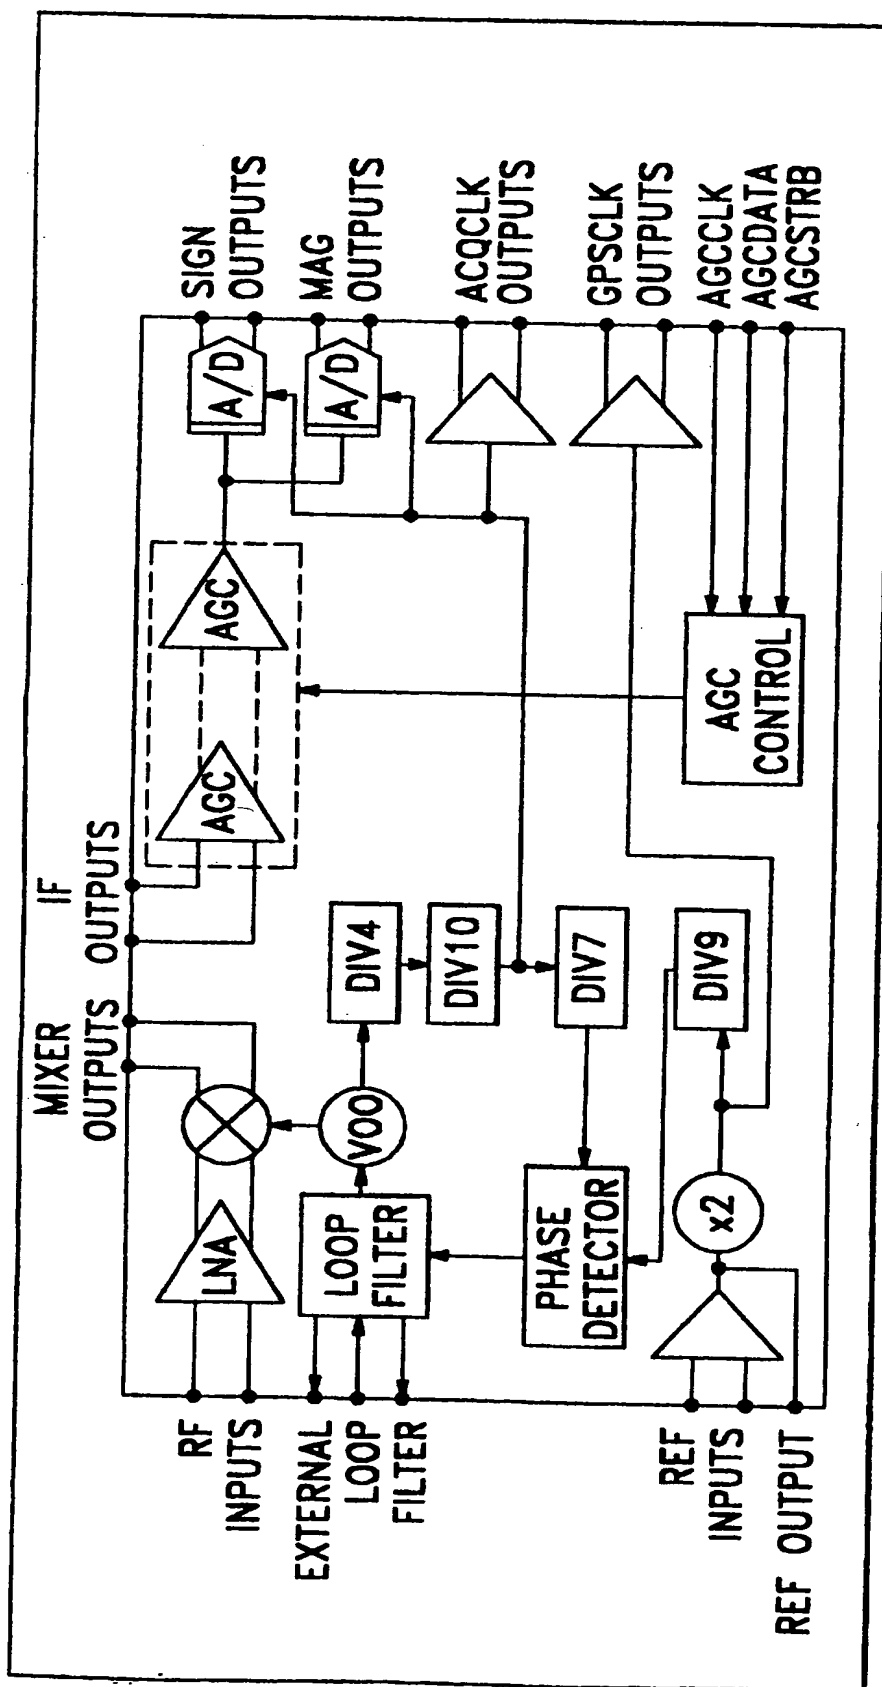 MIXER
OUTPUTS
IF
OUTPUTS
RF
INPUTS
LNA
AGC
AGC
A/D
SIGN
OUTPUTS
A/D
MAG
OUTPUTS
EXTERNAL
LOOP
FILTER
LOOP
FILTER
VOO
DIV4
DIV10
ACQCLK
OUTPUTS
PHASE
DETECTOR
DIV7
GPSCLK
OUTPUTS
REF
INPUTS
x2
DIV9
AGC
CONTROL
AGCCLK
AGCDATA
AGCSTRB
REF OUTPUT